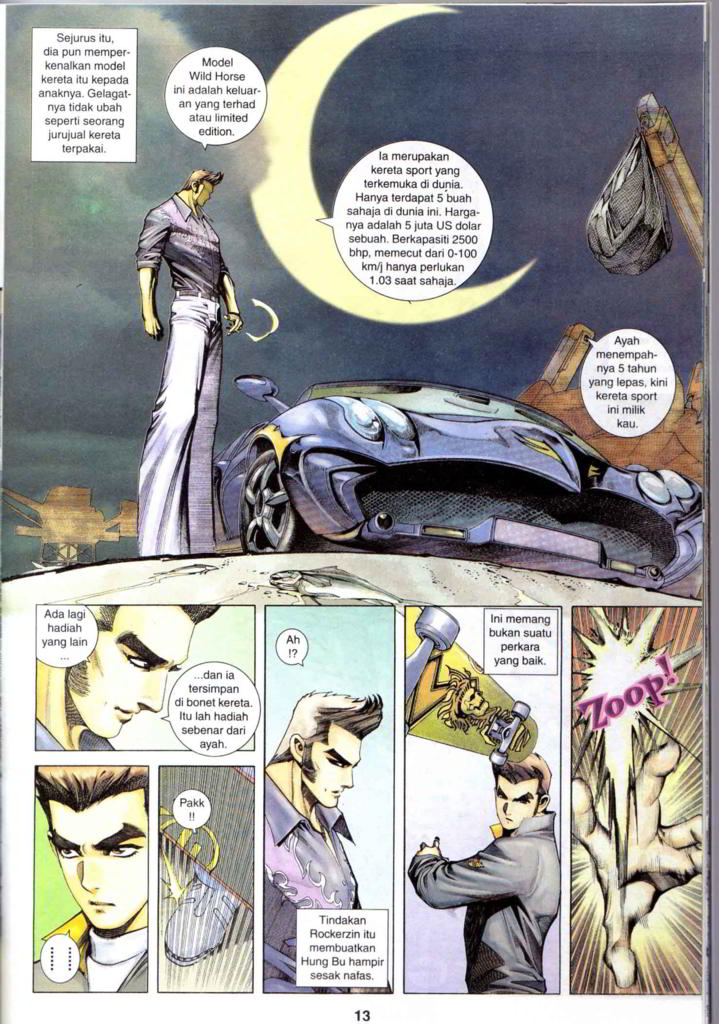 Sejurus itu,
dia pun memper-
kenalkan model
kereta itu kepada
anaknya. Gelagat-
nya tidak ubah
seperti seorang
jurujual kereta
terpakai.
Model
Wild Horse
ini adalah keluar-
an yang terhad
atau limited
edition.
Ia merupakan
kereta sport yang
terkemuka di dunia.
Hanya terdapat 5 buah
sahaja di dunia ini. Harga-
nya adalah 5 juta US dolar
sebuah. Berkapasiti 2500
bhp, memecut dari 0-100
km/j hanya perlukan
1.03 saat sahaja.
Ayah
menempah-
nya 5 tahun
yang lepas, kini
kereta sport
ini milik
kau.
Ada lagi
hadiah
yang lain
...
...dan ia
tersimpan
di bonet kereta.
Itu lah hadiah
sebenar dari
ayah.
Pakk
!!
Ah
!?
Tindakan
Rockerzin itu
membuatkan
Hung Bu hampir
sesak nafas.
Ini memang
bukan suatu
perkara
yang baik.
Zoop!
13